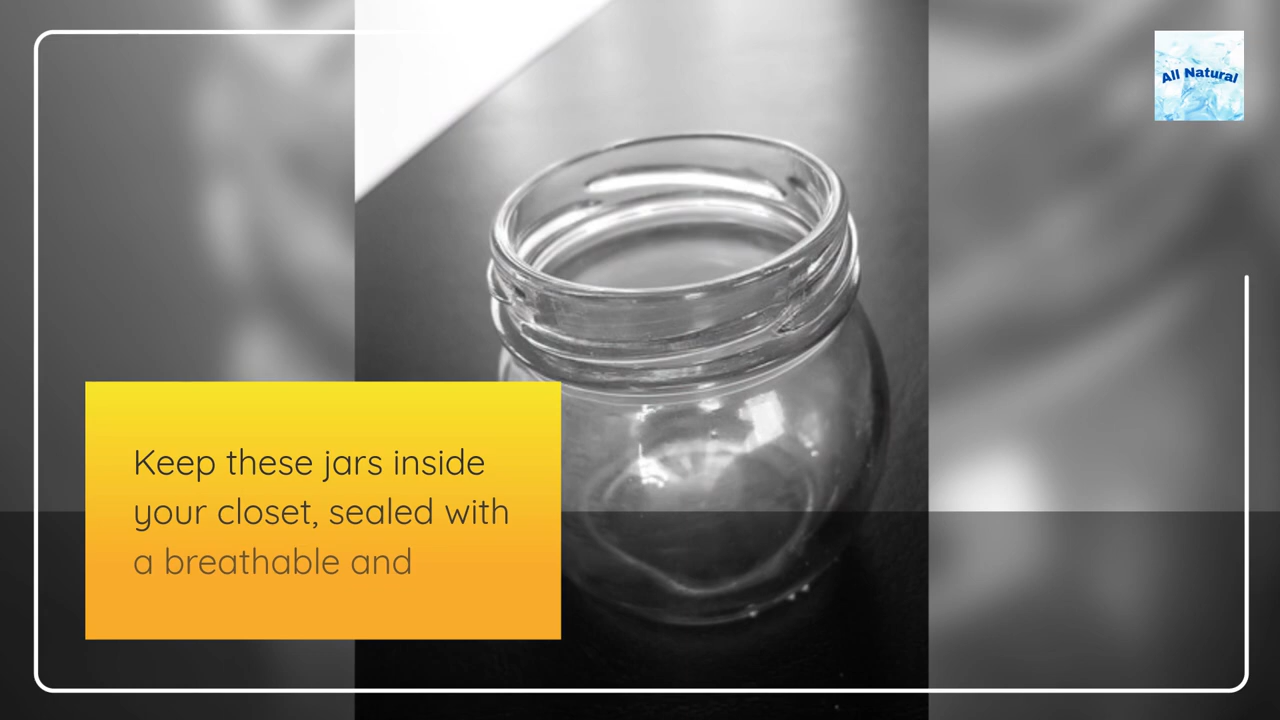 All Natural
Keep these jars inside
your closet, sealed with
a breathable and